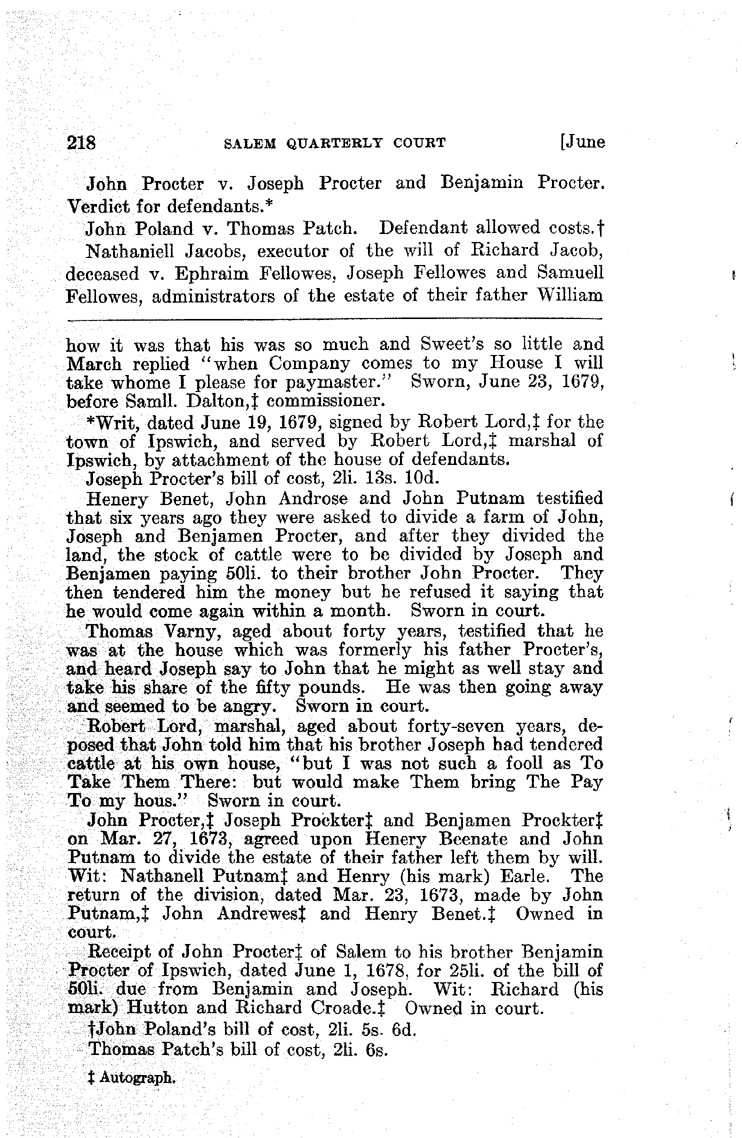 218 SALEM QUARTERLY COURT [June
John Procter v. Joseph Procter and Benjamin Procter.
Verdict for defendants.*
John Poland v. Thomas Patch. Defendant allowed costs.†
Nathaniell Jacobs, executor of the will of Richard Jacob,
deceased v. Ephraim Fellowes, Joseph Fellowes and Samuell
Fellowes, administrators of the estate of their father William
how it was that his was so much and Sweet's so little and
March replied "when Company comes to my House I will
take whome I please for paymaster." Sworn, June 23, 1679,
before Samll. Dalton,‡ commissioner.
*Writ, dated June 19, 1679, signed by Robert Lord,‡ for the
town of Ipswich, and served by Robert Lord,‡ marshal of
Ipswich, by attachment of the house of defendants.
Joseph Procter's bill of cost, 2li. 13s. 10d.
Henery Benet, John Androse and John Putnam testified
that six years ago they were asked to divide a farm of John,
Joseph and Benjamen Procter, and after they divided the
land, the stock of cattle were to be divided by Joseph and
Benjamen paying 50li. to their brother John Procter. They
then tendered him the money but he refused it saying that
he would come again within a month. Sworn in court.
Thomas Varny, aged about forty years, testified that he
was at the house which was formerly his father Procter's,
and heard Joseph say to John that he might as well stay and
take his share of the fifty pounds. He was then going away
and seemed to be angry. Sworn in court.
Robert Lord, marshal, aged about forty-seven years, de-
posed that John told him that his brother Joseph had tendered
cattle at his own house, "but I was not such a fooll as To
Take Them There: but would make Them bring The Pay
To my hous." Sworn in court.
John Procter,‡ Joseph Prockter‡ and Benjamen Prockter‡
on Mar. 27, 1673, agreed upon Henery Beenate and John
Putnam to divide the estate of their father left them by will.
Wit: Nathanell Putnam‡ and Henry (his mark) Earle. The
return of the division, dated Mar. 23, 1673, made by John
Putnam,‡ John Andrewes‡ and Henry Benet.‡ Owned in
court.
Receipt of John Procter‡ of Salem to his brother Benjamin
Procter of Ipswich, dated June 1, 1678, for 25li. of the bill of
50li. due from Benjamin and Joseph. Wit: Richard (his
mark) Hutton and Richard Croade.‡ Owned in court.
†John Poland's bill of cost, 2li. 5s. 6d.
Thomas Patch's bill of cost, 2li. 6s.
‡ Autograph.